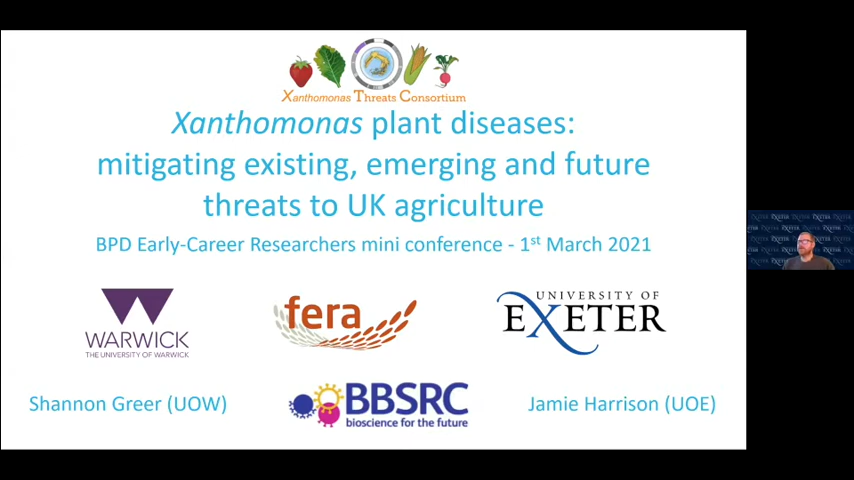 Xanthomonas Threats Consortium
Xanthomonas plant diseases:
mitigating existing, emerging and future
threats to UK agriculture
BPD Early-Career Researchers mini conference - 1st March 2021
WARWICK
THE UNIVERSITY OF WARWICK
fera
UNIVERSITY OF
EXETER
Shannon Greer (UOW)
BBSRC
bioscience for the future
Jamie Harrison (UOE)
EXETER